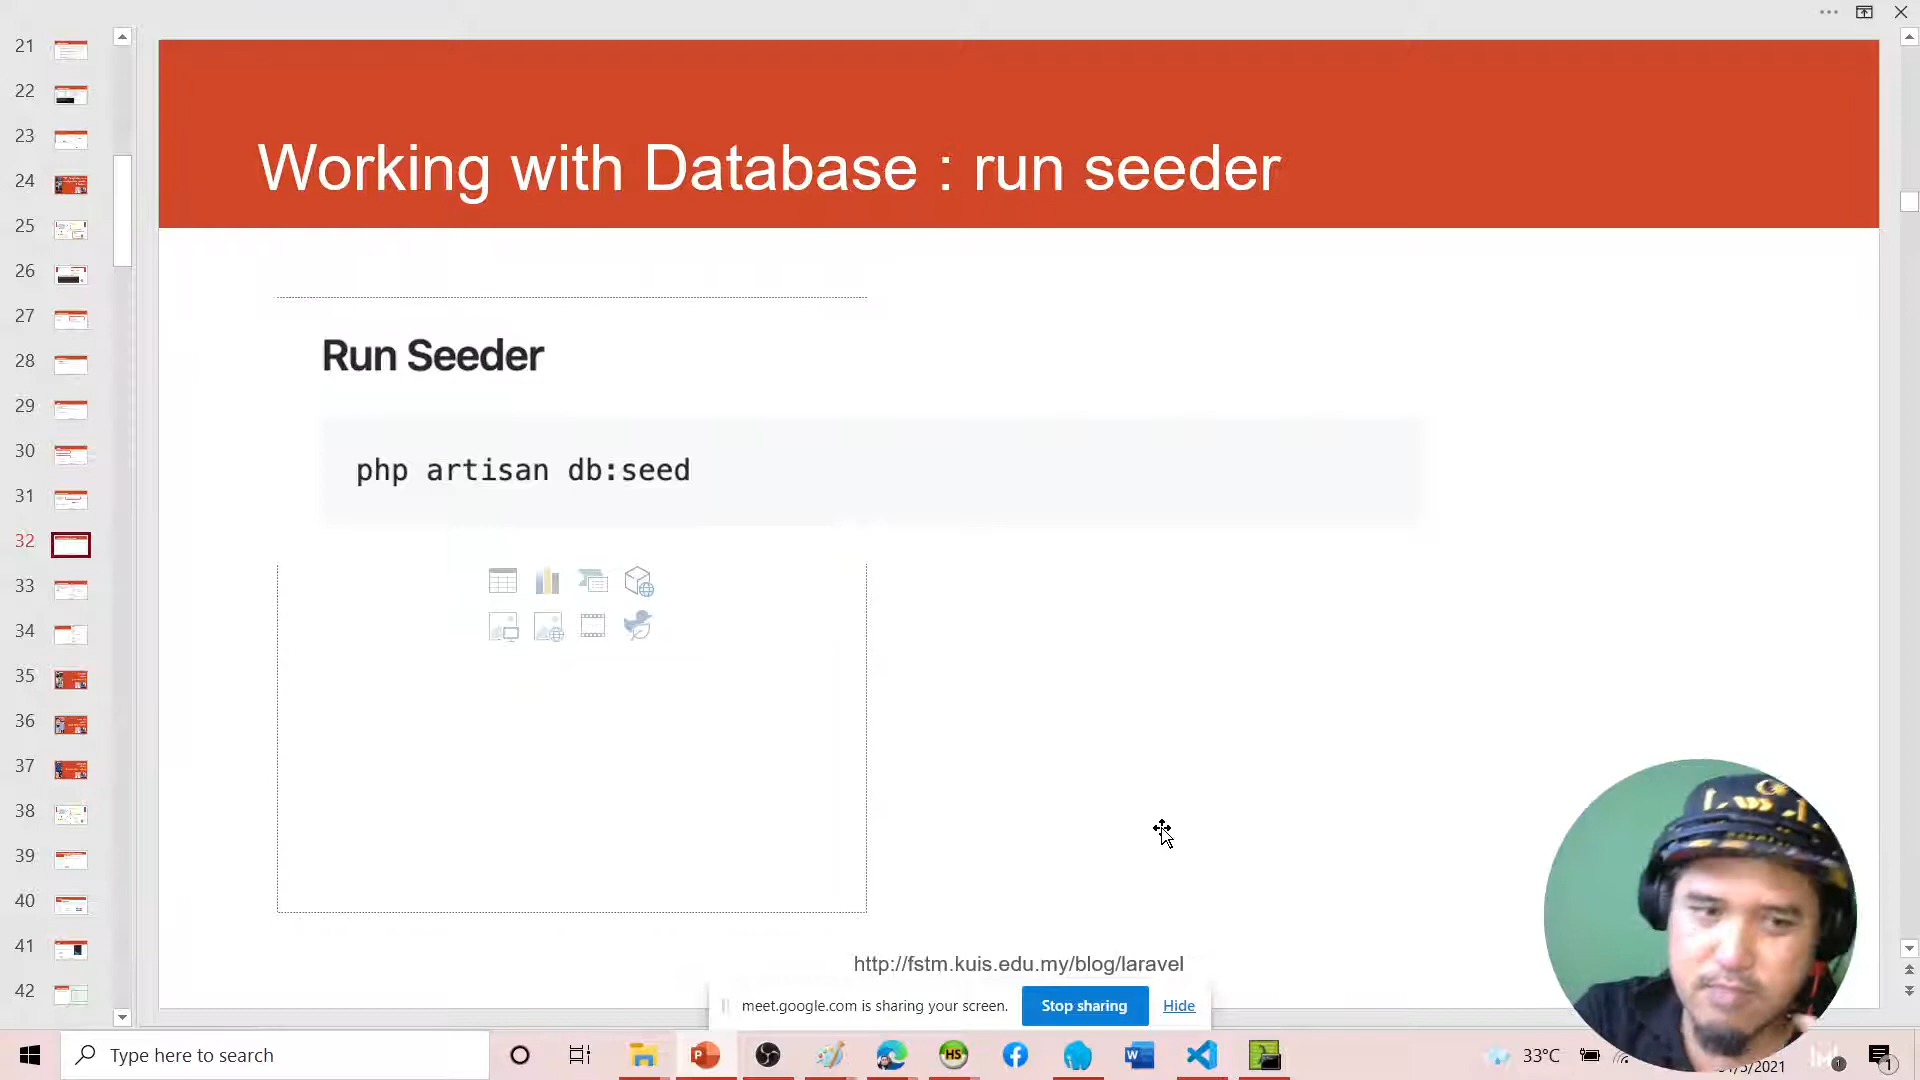 21
22
23
24
25
26
27
28
29
30
31
32
33
34
35
36
37
38
39
40
41
42
Working with Database : run seeder
Run Seeder
php artisan db:seed
http://fstm.kuis.edu.my/blog/laravel
meet.google.com is sharing your screen.
Stop sharing
Hide
Type here to search
HS
33°C
1